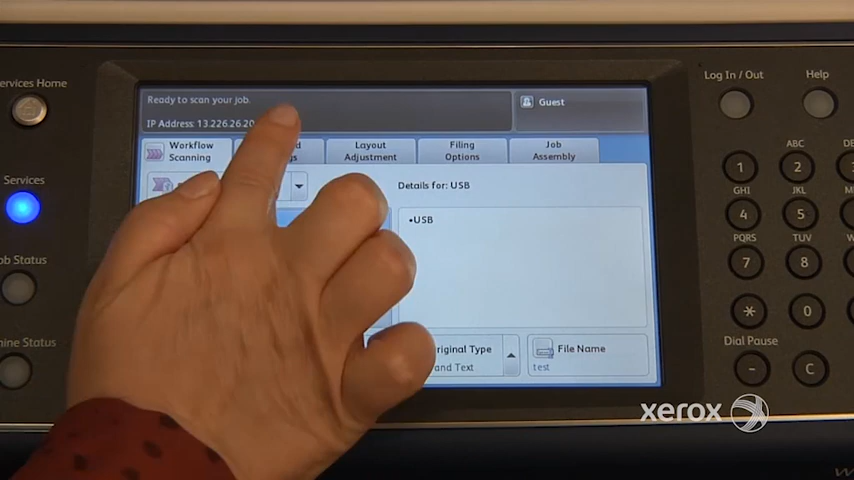 Services Home
Ready to scan your job.
IP Address: 13.226.26.20
Guest
Log In / Out
Help
Workflow
Scanning
Layout
Adjustment
Filing
Options
Job
Assembly
Services
Details for: USB
•USB
1
ABC
2
GHI
4
JKL
5
PQRS
7
TUV
8
*
0
Job Status
Machine Status
Original Type
and Text
File Name
test
Dial Pause
-
C
xerox